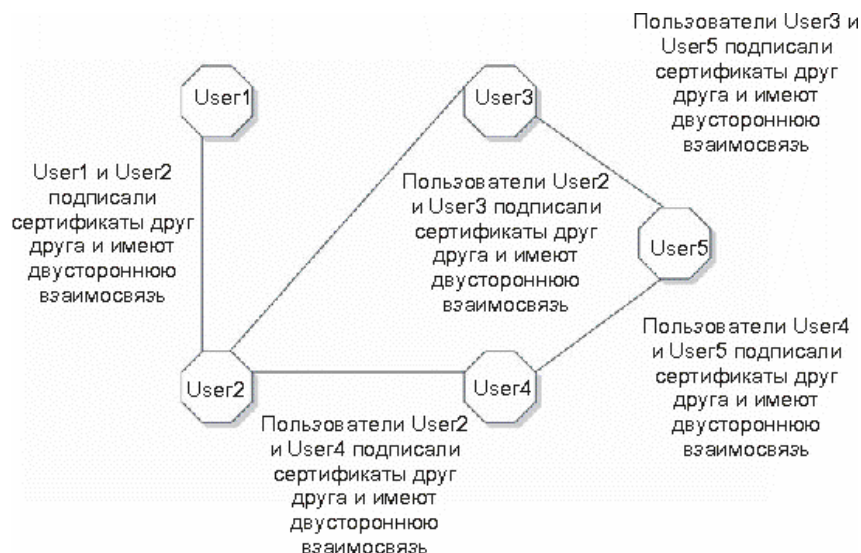 Пользователи User3 и
User5 подписали
сертификаты друг
друга и имеют
двустороннюю
взаимосвязь
User1
User3
User1 и User2
подписали
сертификаты друг
друга и имеют
двустороннюю
взаимосвязь
Пользователи User2
и User3 подписали
сертификаты друг
друга и имеют
двустороннюю
взаимосвязь
User5
User2
User4
Пользователи User4
и User5 подписали
сертификаты друг
друга и имеют
двустороннюю
взаимосвязь
Пользователи User2
и User4 подписали
сертификаты друг
друга и имеют
двустороннюю
взаимосвязь